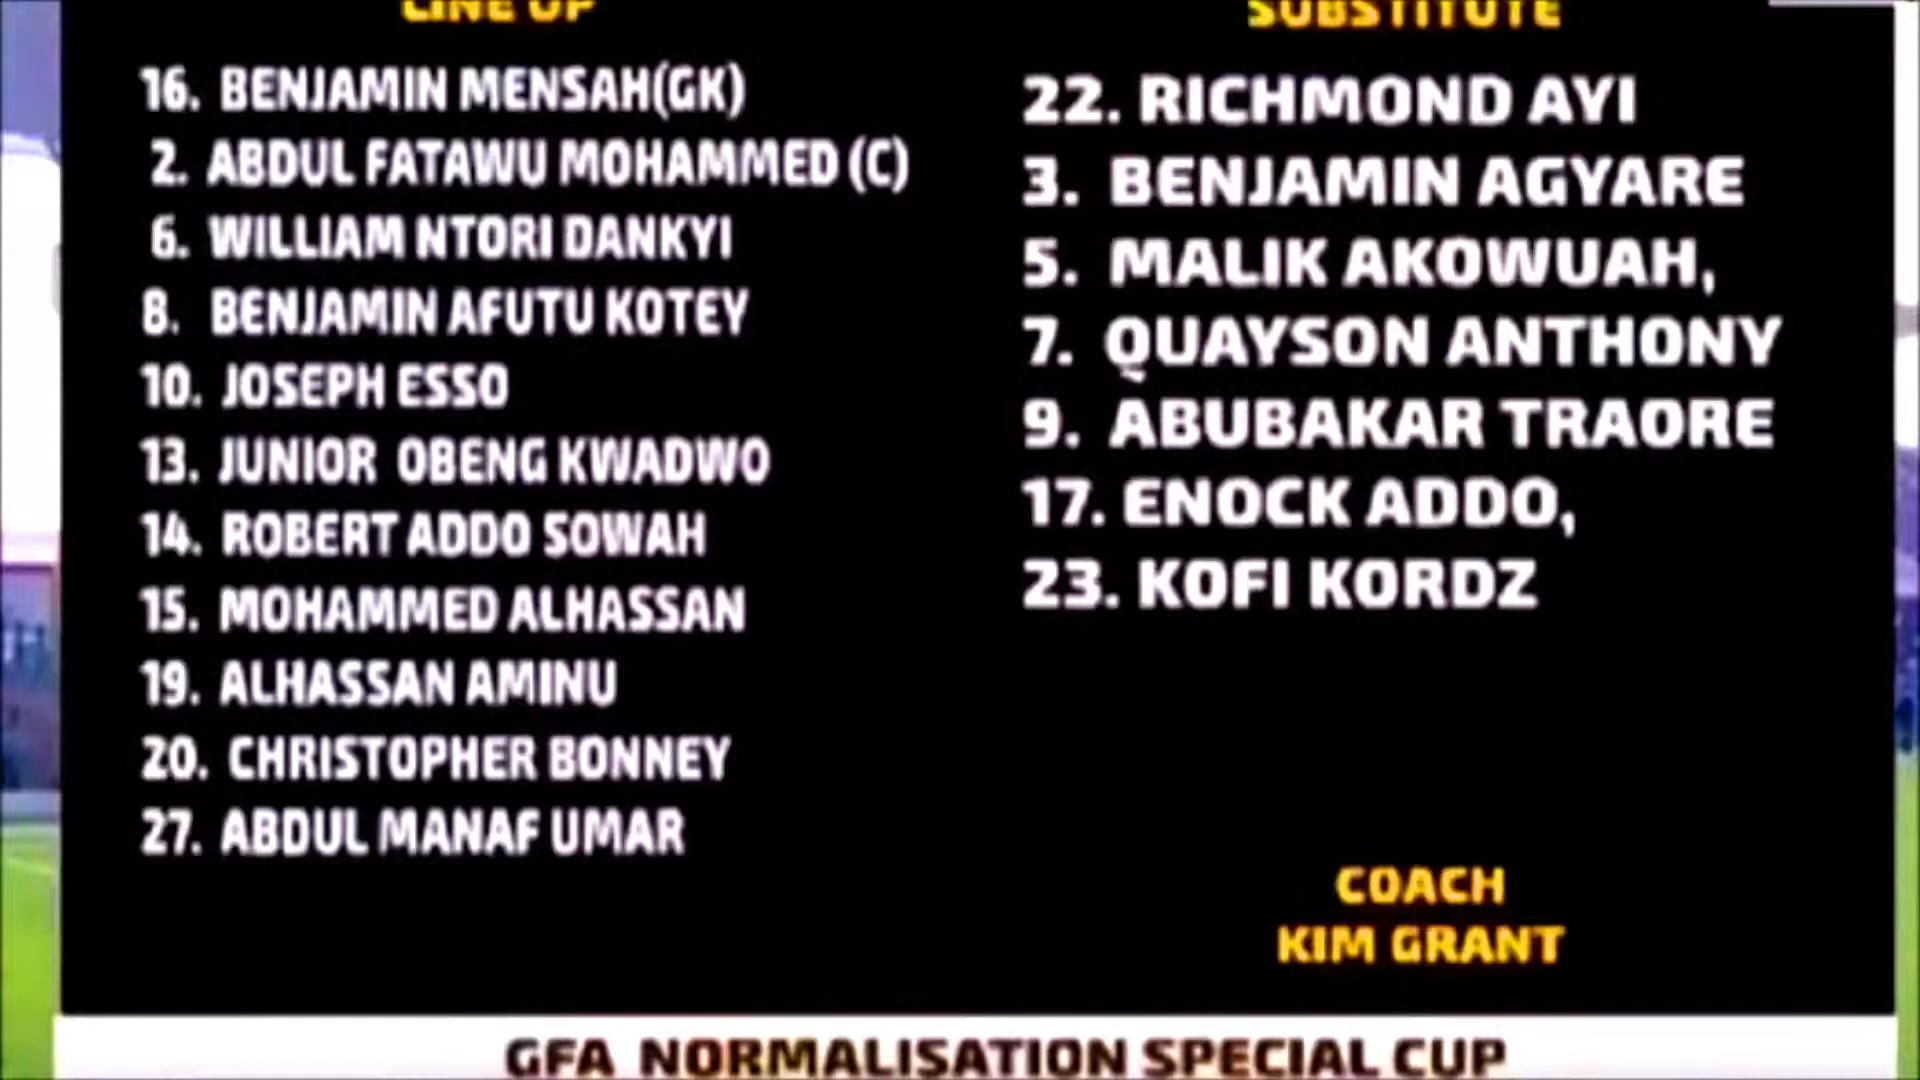 LINE UP
16. BENJAMIN MENSAH(GK)
2. ABDUL FATAWU MOHAMMED (C)
6. WILLIAM NTORI DANKYI
8. BENJAMIN AFUTU KOTEY
10. JOSEPH ESSO
13. JUNIOR OBENG KWADWO
14. ROBERT ADDO SOWAH
15. MOHAMMED ALHASSAN
19. ALHASSAN AMINU
20. CHRISTOPHER BONNEY
27. ABDUL MANAF UMAR
SUBSTITUTE
22. RICHMOND AYI
3. BENJAMIN AGYARE
5. MALIK AKOWUAH,
7. QUAYSON ANTHONY
9. ABUBAKAR TRAORE
17. ENOCK ADDO,
23. KOFI KORDZ
COACH
KIM GRANT
GFA NORMALISATION SPECIAL CUP